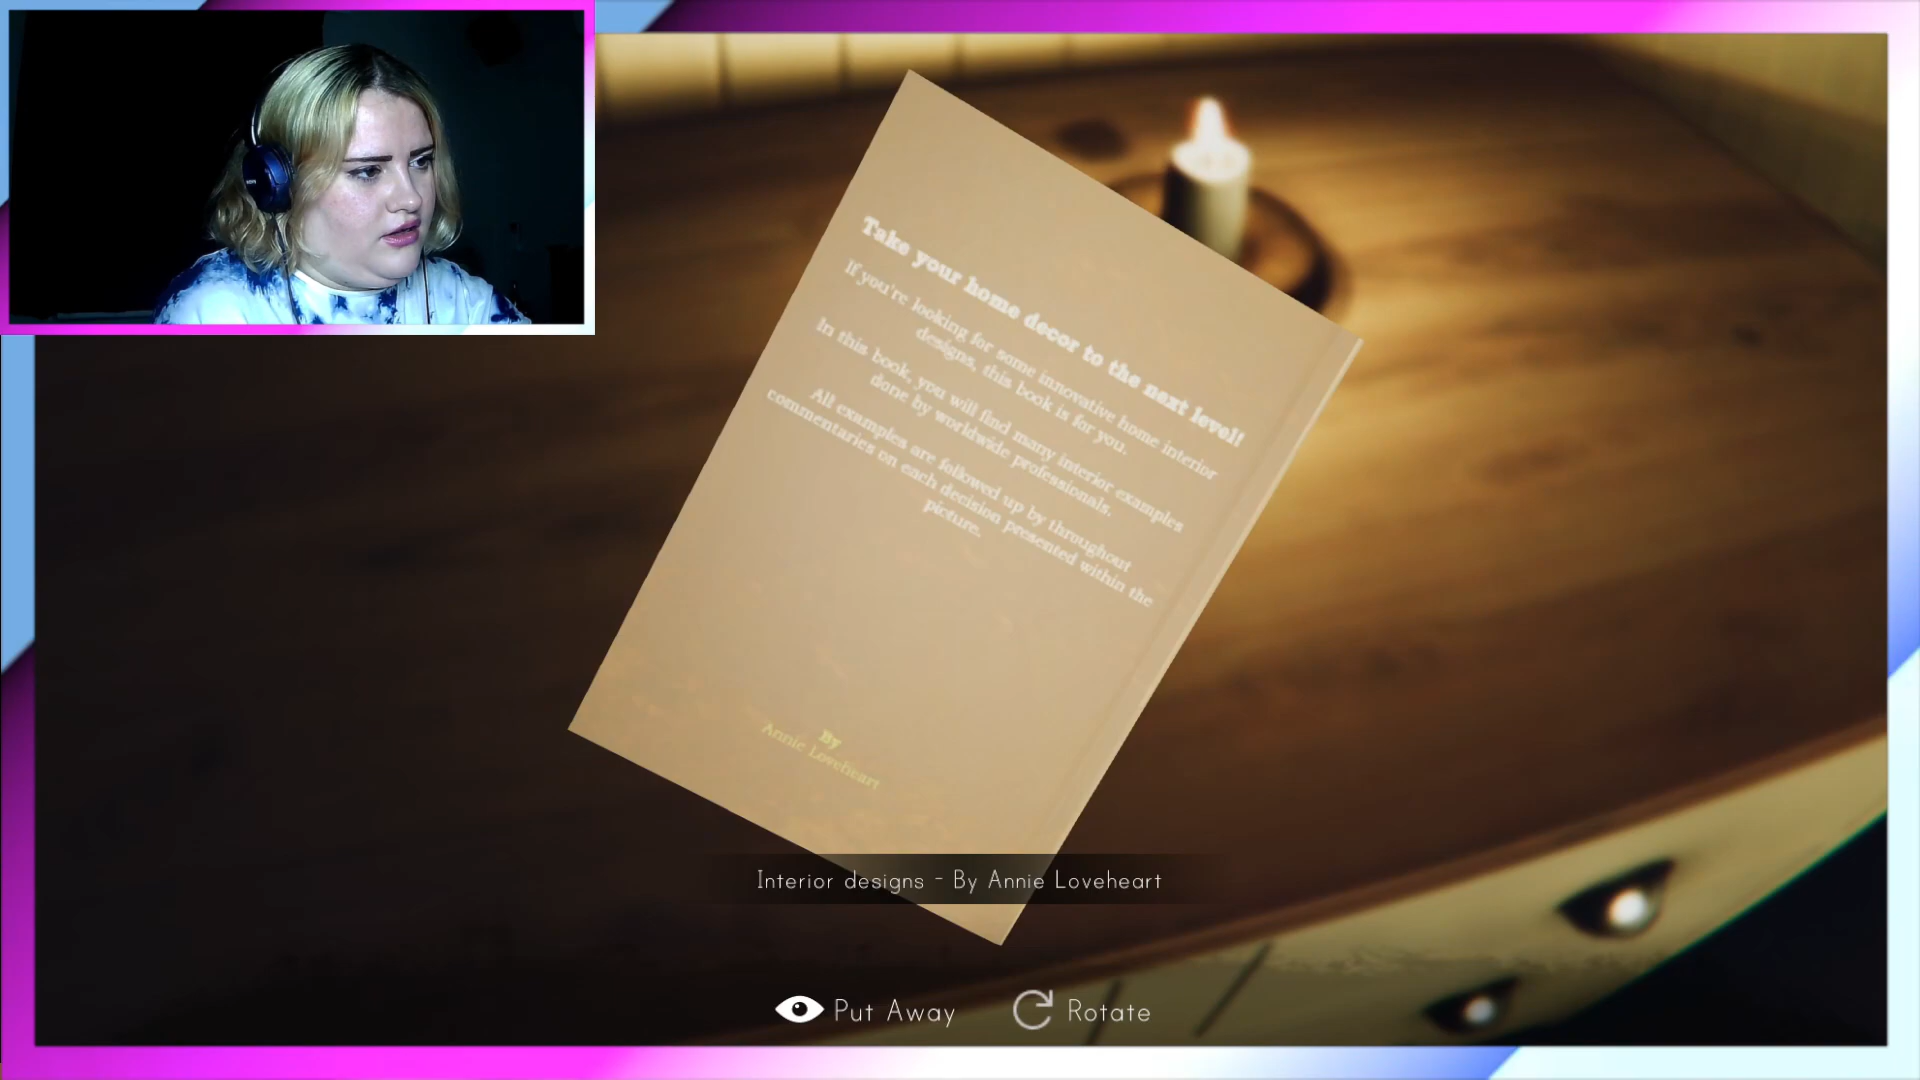 Take your home decor to the next level!
If you're looking for some innovative home interior
designs, this book is for you.
In this book, you will find many interior examples
done by worldwide professionals.
All examples are followed up by throughout
commentaries on each decision presented within the
picture.
By
Annie Loveheart
Interior designs - By Annie Loveheart
Put Away
Rotate